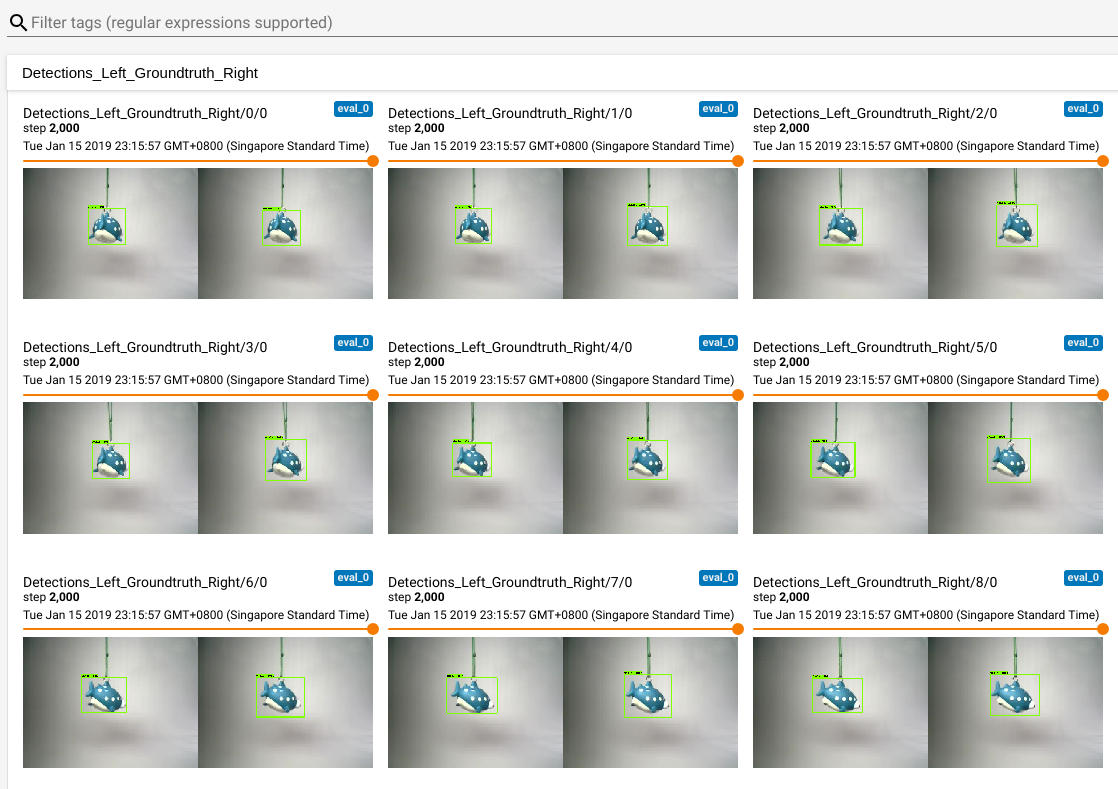 Filter tags (regular expressions supported)
Detections_Left_Groundtruth_Right
Detections_Left_Groundtruth_Right/0/0 eval_0
step 2,000
Tue Jan 15 2019 23:15:57 GMT+0800 (Singapore Standard Time)
Detections_Left_Groundtruth_Right/1/0 eval_0
step 2,000
Tue Jan 15 2019 23:15:57 GMT+0800 (Singapore Standard Time)
Detections_Left_Groundtruth_Right/2/0 eval_0
step 2,000
Tue Jan 15 2019 23:15:57 GMT+0800 (Singapore Standard Time)
Detections_Left_Groundtruth_Right/3/0 eval_0
step 2,000
Tue Jan 15 2019 23:15:57 GMT+0800 (Singapore Standard Time)
Detections_Left_Groundtruth_Right/4/0 eval_0
step 2,000
Tue Jan 15 2019 23:15:57 GMT+0800 (Singapore Standard Time)
Detections_Left_Groundtruth_Right/5/0 eval_0
step 2,000
Tue Jan 15 2019 23:15:57 GMT+0800 (Singapore Standard Time)
Detections_Left_Groundtruth_Right/6/0 eval_0
step 2,000
Tue Jan 15 2019 23:15:57 GMT+0800 (Singapore Standard Time)
Detections_Left_Groundtruth_Right/7/0 eval_0
step 2,000
Tue Jan 15 2019 23:15:57 GMT+0800 (Singapore Standard Time)
Detections_Left_Groundtruth_Right/8/0 eval_0
step 2,000
Tue Jan 15 2019 23:15:57 GMT+0800 (Singapore Standard Time)